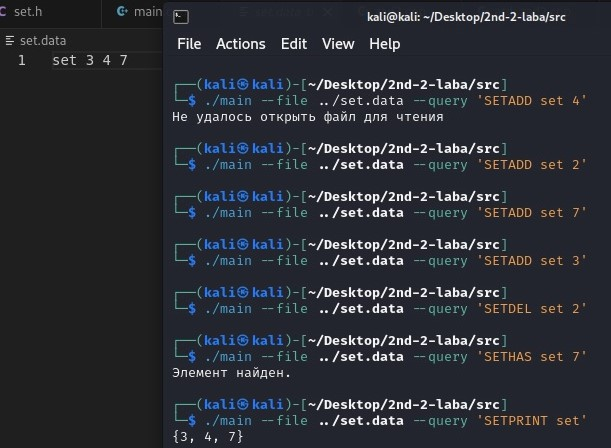 set.h
main
set.data
1 set 3 4 7
kali@kali: ~/Desktop/2nd-2-laba/src
File Actions Edit View Help
┌──(kali㉿kali)-[~/Desktop/2nd-2-laba/src]
└─$ ./main --file ../set.data --query 'SETADD set 4'
Не удалось открыть файл для чтения
┌──(kali㉿kali)-[~/Desktop/2nd-2-laba/src]
└─$ ./main --file ../set.data --query 'SETADD set 2'
┌──(kali㉿kali)-[~/Desktop/2nd-2-laba/src]
└─$ ./main --file ../set.data --query 'SETADD set 7'
┌──(kali㉿kali)-[~/Desktop/2nd-2-laba/src]
└─$ ./main --file ../set.data --query 'SETADD set 3'
┌──(kali㉿kali)-[~/Desktop/2nd-2-laba/src]
└─$ ./main --file ../set.data --query 'SETDEL set 2'
┌──(kali㉿kali)-[~/Desktop/2nd-2-laba/src]
└─$ ./main --file ../set.data --query 'SETHAS set 7'
Элемент найден.
┌──(kali㉿kali)-[~/Desktop/2nd-2-laba/src]
└─$ ./main --file ../set.data --query 'SETPRINT set'
{3, 4, 7}